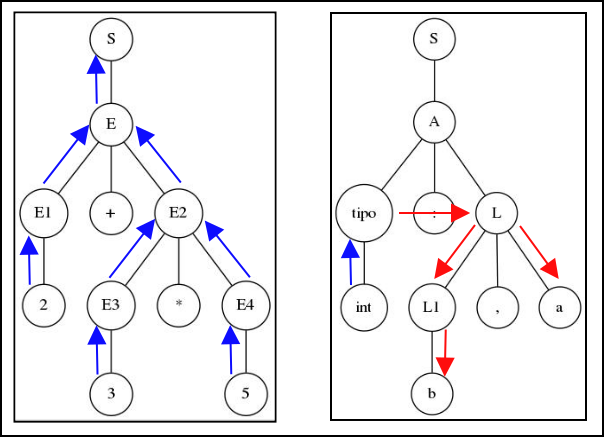 S
E
E1 + E2
2 E3 * E4
3 5
S
A
tipo : L
int L1 , a
b